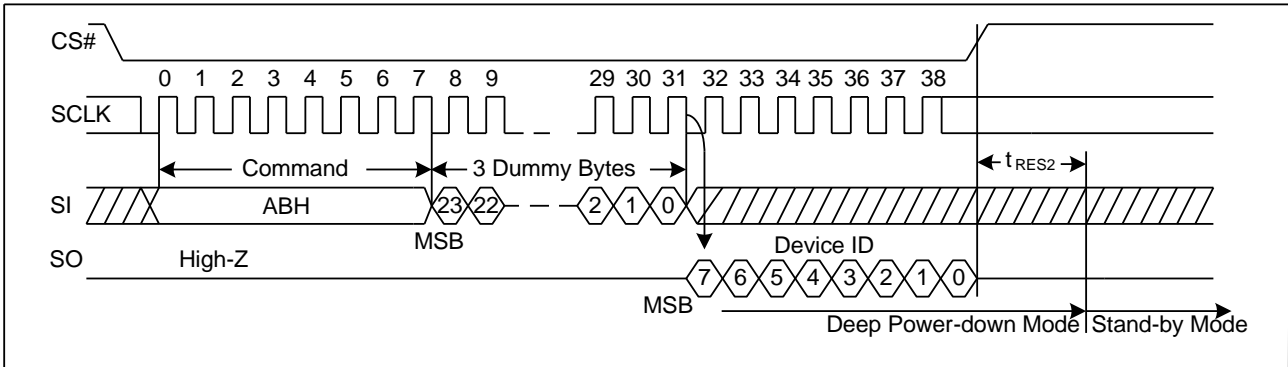 CS#
0 1 2 3 4 5 6 7 8 9 29 30 31 32 33 34 35 36 37 38
SCLK
Command 3 Dummy Bytes tRES2
SI ABH 23 22 2 1 0
MSB Device ID
SO High-Z 7 6 5 4 3 2 1 0
MSB
Deep Power-down Mode Stand-by Mode